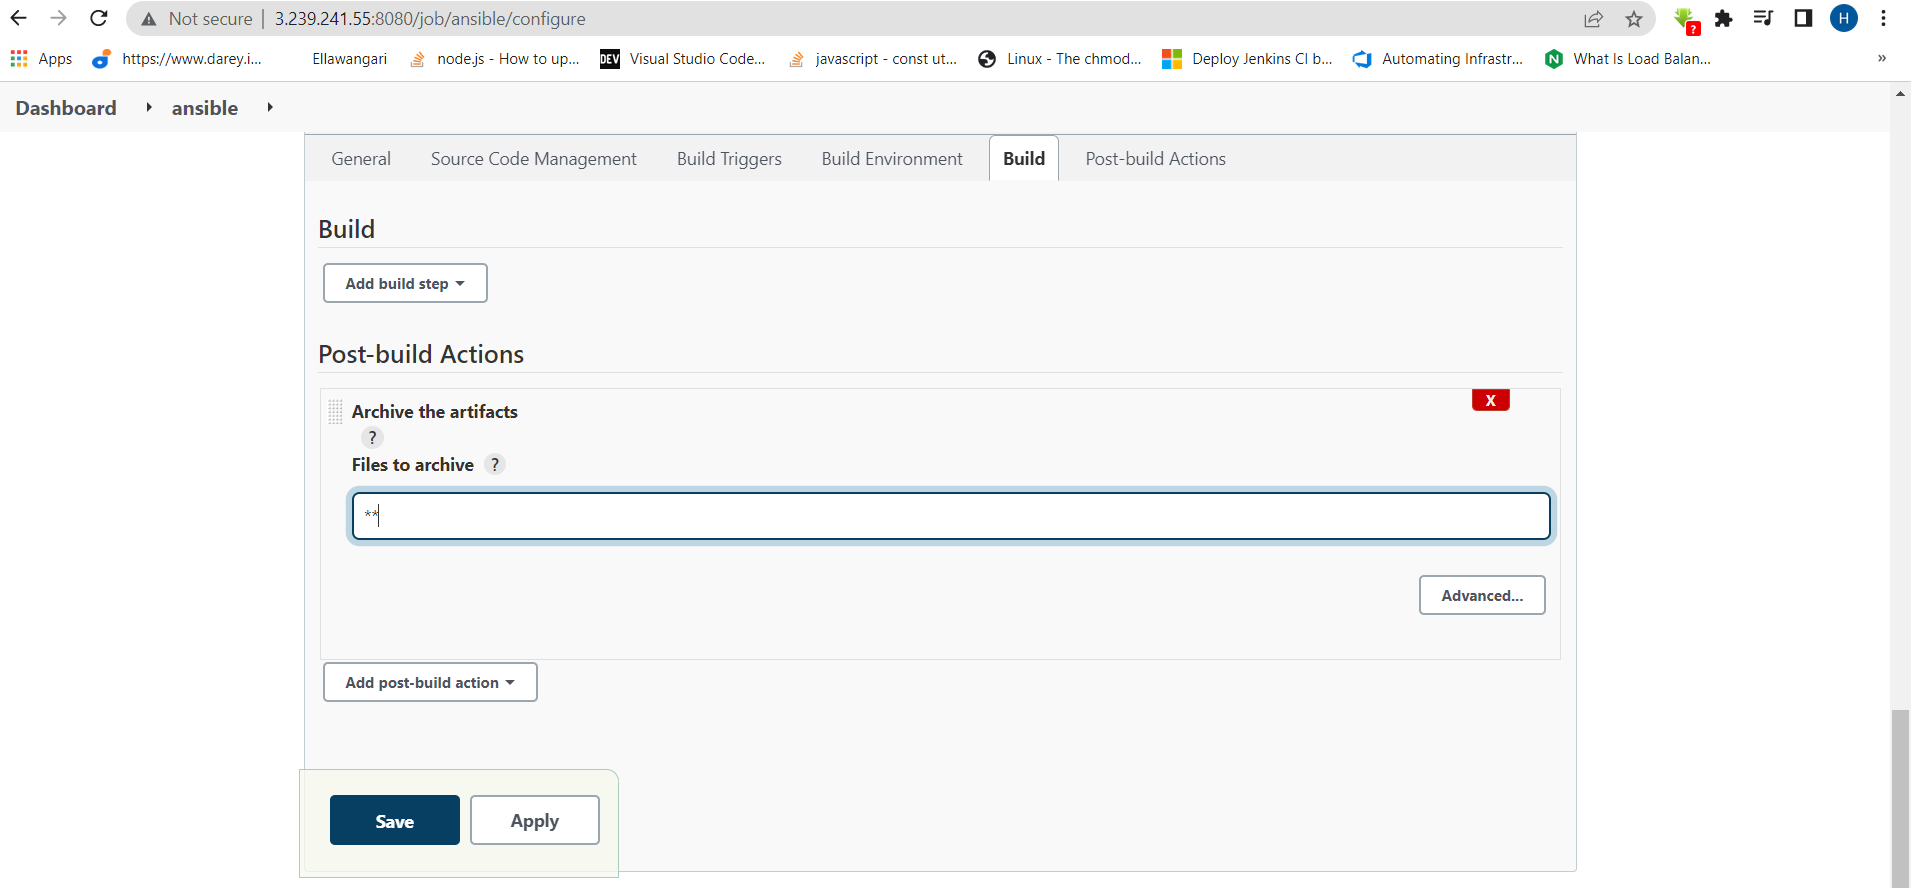 Not secure | 3.239.241.55:8080/job/ansible/configure
?
H
Apps https://www.darey.i... Ellawangari node.js - How to up... DEV Visual Studio Code... javascript - const ut... Linux - The chmod... Deploy Jenkins CI b... Automating Infrastr... N What Is Load Balan... »
Dashboard ansible
General Source Code Management Build Triggers Build Environment Build Post-build Actions
Build
Add build step
Post-build Actions
X
Archive the artifacts
?
Files to archive ?
**
Advanced...
Add post-build action
Save Apply